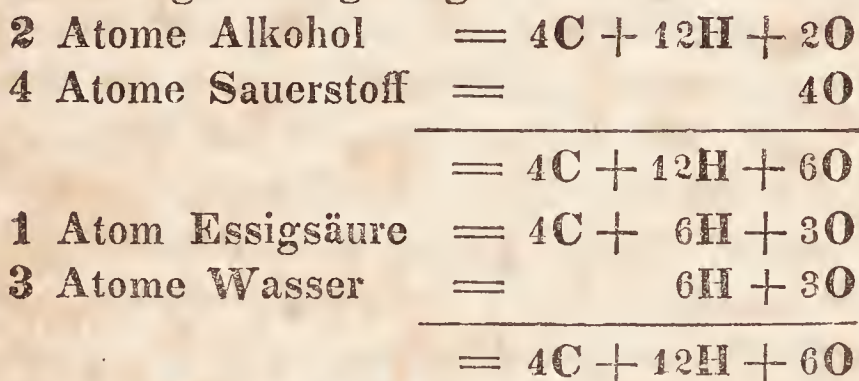 2 Atome Alkohol = 4C + 12H + 2O
4 Atome Sauerstoff = 4O
= 4C + 12H + 6O
1 Atom Essigsäure = 4C + 6H + 3O
3 Atome Wasser = 6H + 3O
= 4C + 12H + 6O